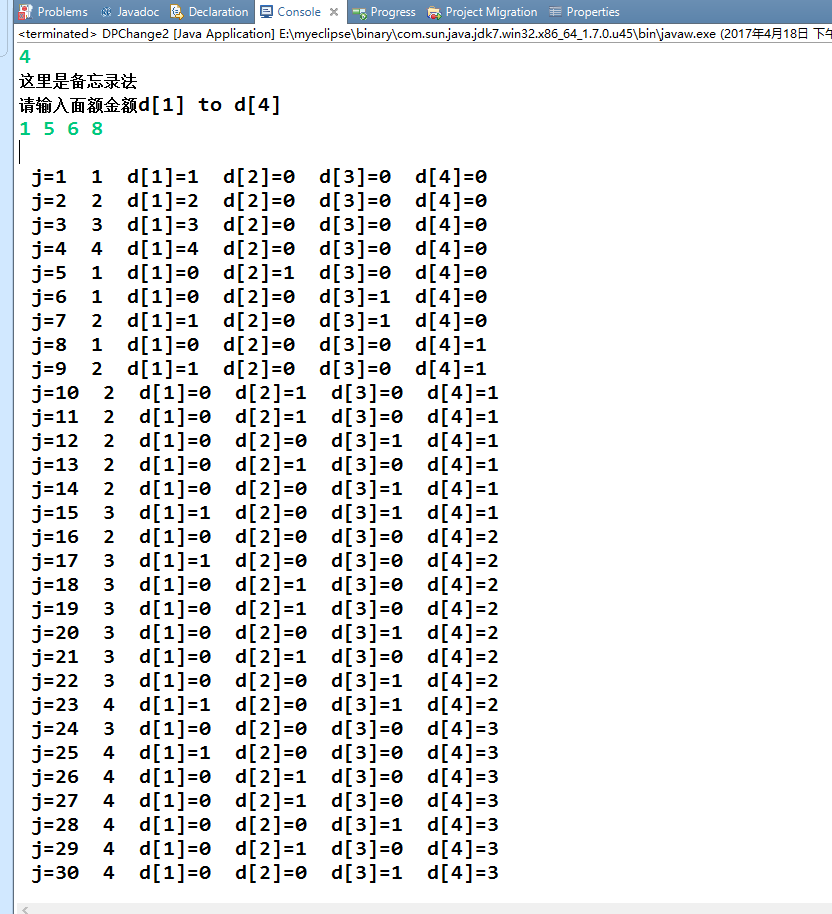 Problems Javadoc Declaration Console Progress Project Migration Properties
<terminated> DPChange2 [Java Application] E:\myeclipse\binary\com.sun.java.jdk7.win32.x86_64_1.7.0.u45\bin\javaw.exe (2017年4月18日 下午
4
这里是备忘录法
请输入面额金额d[1] to d[4]
1 5 6 8
j=1  1  d[1]=1  d[2]=0  d[3]=0  d[4]=0
j=2  2  d[1]=2  d[2]=0  d[3]=0  d[4]=0
j=3  3  d[1]=3  d[2]=0  d[3]=0  d[4]=0
j=4  4  d[1]=4  d[2]=0  d[3]=0  d[4]=0
j=5  1  d[1]=0  d[2]=1  d[3]=0  d[4]=0
j=6  1  d[1]=0  d[2]=0  d[3]=1  d[4]=0
j=7  2  d[1]=1  d[2]=0  d[3]=1  d[4]=0
j=8  1  d[1]=0  d[2]=0  d[3]=0  d[4]=1
j=9  2  d[1]=1  d[2]=0  d[3]=0  d[4]=1
j=10  2  d[1]=0  d[2]=1  d[3]=0  d[4]=1
j=11  2  d[1]=0  d[2]=1  d[3]=0  d[4]=1
j=12  2  d[1]=0  d[2]=0  d[3]=1  d[4]=1
j=13  2  d[1]=0  d[2]=1  d[3]=0  d[4]=1
j=14  2  d[1]=0  d[2]=0  d[3]=1  d[4]=1
j=15  3  d[1]=1  d[2]=0  d[3]=1  d[4]=1
j=16  2  d[1]=0  d[2]=0  d[3]=0  d[4]=2
j=17  3  d[1]=1  d[2]=0  d[3]=0  d[4]=2
j=18  3  d[1]=0  d[2]=1  d[3]=0  d[4]=2
j=19  3  d[1]=0  d[2]=1  d[3]=0  d[4]=2
j=20  3  d[1]=0  d[2]=0  d[3]=1  d[4]=2
j=21  3  d[1]=0  d[2]=1  d[3]=0  d[4]=2
j=22  3  d[1]=0  d[2]=0  d[3]=1  d[4]=2
j=23  4  d[1]=1  d[2]=0  d[3]=1  d[4]=2
j=24  3  d[1]=0  d[2]=0  d[3]=0  d[4]=3
j=25  4  d[1]=1  d[2]=0  d[3]=0  d[4]=3
j=26  4  d[1]=0  d[2]=1  d[3]=0  d[4]=3
j=27  4  d[1]=0  d[2]=1  d[3]=0  d[4]=3
j=28  4  d[1]=0  d[2]=0  d[3]=1  d[4]=3
j=29  4  d[1]=0  d[2]=1  d[3]=0  d[4]=3
j=30  4  d[1]=0  d[2]=0  d[3]=1  d[4]=3